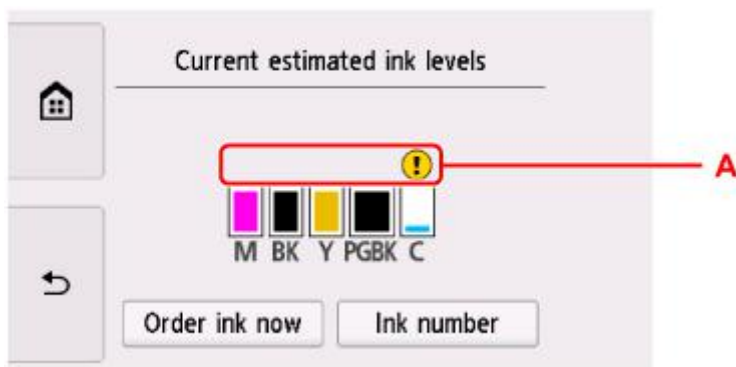 Current estimated ink levels
! A
M BK Y PGBK C
Order ink now Ink number